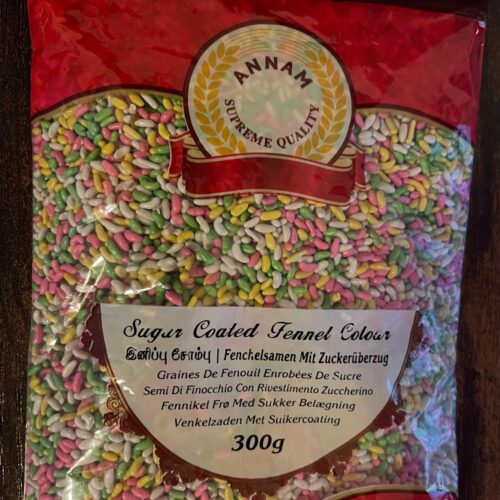 ANNAM
SUPREME QUALITY
Sugar Coated Fennel Colour
இனிப்பு சோம்பு | Fenchelsamen Mit Zuckerüberzug
Graines De Fenouil Enrobées De Sucre
Semi Di Finocchio Con Rivestimento Zuccherino
Fennikel Frø Med Sukker Belægning
Venkelzaden Met Suikercoating
300g